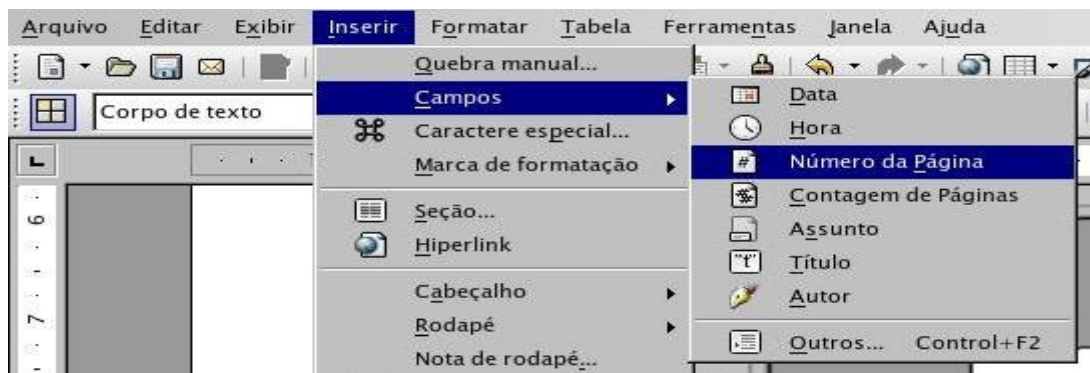 Arquivo Editar Exibir Inserir Formatar Tabela Ferramentas Janela Ajuda
Quebra manual...
Campos
Caractere especial...
Marca de formatação
Seção...
Hiperlink
Cabeçalho
Rodapé
Nota de rodapé...
Data
Hora
Número da Página
Contagem de Páginas
Assunto
Título
Autor
Outros... Control+F2
Corpo de texto
6
7